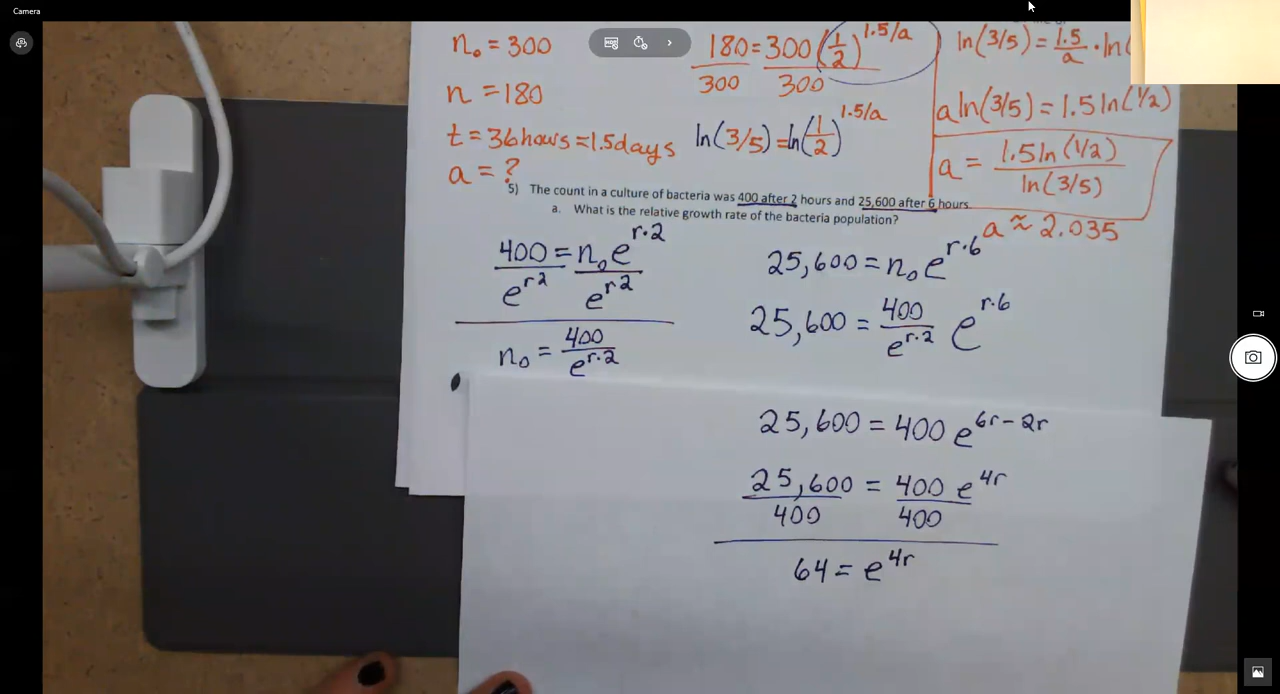 Camera
n₀ = 300
n = 180
t = 36 hours = 1.5 days
a = ?
180 = 300 (1/2)^1.5/a
300 300
ln(3/5) = ln(1/2)^1.5/a
ln(3/5) = 1.5/a · ln(
a ln(3/5) = 1.5 ln(1/2)
a = 1.5 ln(1/2) / ln(3/5)
a ≈ 2.035
5) The count in a culture of bacteria was 400 after 2 hours and 25,600 after 6 hours.
a. What is the relative growth rate of the bacteria population?
400 = n₀e^r·2
e^r2 e^r2
n₀ = 400 / e^r·2
25,600 = n₀e^r·6
25,600 = 400 / e^r·2 e^r·6
25,600 = 400 e^6r-2r
25,600 = 400 e^4r
400 400
64 = e^4r